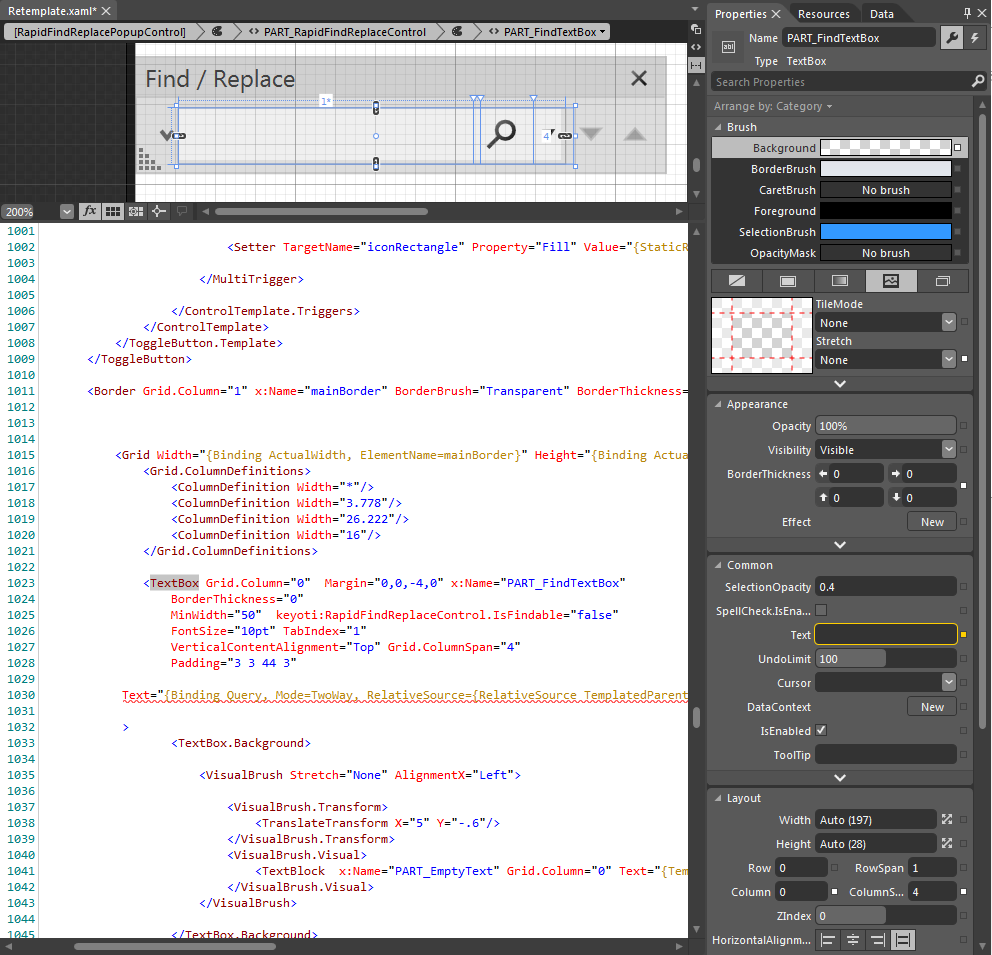 Retemplate.xaml*
[RapidFindReplacePopupControl]
PART_RapidFindReplaceControl
PART_FindTextBox
Find / Replace
1*
4
200%
fx
1001
1002 <Setter TargetName="iconRectangle" Property="Fill" Value="{StaticR
1003
1004 </MultiTrigger>
1005
1006 </ControlTemplate.Triggers>
1007 </ControlTemplate>
1008 </ToggleButton.Template>
1009 </ToggleButton>
1010
1011 <Border Grid.Column="1" x:Name="mainBorder" BorderBrush="Transparent" BorderThickness=
1012
1013
1014
1015 <Grid Width="{Binding ActualWidth, ElementName=mainBorder}" Height="{Binding Actua
1016 <Grid.ColumnDefinitions>
1017 <ColumnDefinition Width="*"/>
1018 <ColumnDefinition Width="3.778"/>
1019 <ColumnDefinition Width="26.222"/>
1020 <ColumnDefinition Width="16"/>
1021 </Grid.ColumnDefinitions>
1022
1023 <TextBox Grid.Column="0"  Margin="0,0,-4,0" x:Name="PART_FindTextBox"
1024 BorderThickness="0"
1025 MinWidth="50"  keyoti:RapidFindReplaceControl.IsFindable="false"
1026 FontSize="10pt" TabIndex="1"
1027 VerticalContentAlignment="Top" Grid.ColumnSpan="4"
1028 Padding="3 3 44 3"
1029
1030 Text="{Binding Query, Mode=TwoWay, RelativeSource={RelativeSource TemplatedParent
1031
1032 >
1033 <TextBox.Background>
1034
1035 <VisualBrush Stretch="None" AlignmentX="Left">
1036
1037 <VisualBrush.Transform>
1038 <TranslateTransform X="5" Y="-.6"/>
1039 </VisualBrush.Transform>
1040 <VisualBrush.Visual>
1041 <TextBlock  x:Name="PART_EmptyText" Grid.Column="0" Text="{Tem
1042 </VisualBrush.Visual>
1043 </VisualBrush>
1044
1045 </TextBox.Background>
Properties Resources Data
Name PART_FindTextBox
Type TextBox
Search Properties
Arrange by: Category
Brush
Background
BorderBrush
CaretBrush No brush
Foreground
SelectionBrush
OpacityMask No brush
TileMode
None
Stretch
None
Appearance
Opacity 100%
Visibility Visible
BorderThickness 0 0
0 0
Effect New
Common
SelectionOpacity 0.4
SpellCheck.IsEna...
Text
UndoLimit 100
Cursor
DataContext New
IsEnabled
ToolTip
Layout
Width Auto (197)
Height Auto (28)
Row 0 RowSpan 1
Column 0 ColumnS... 4
ZIndex 0
HorizontalAlignm...